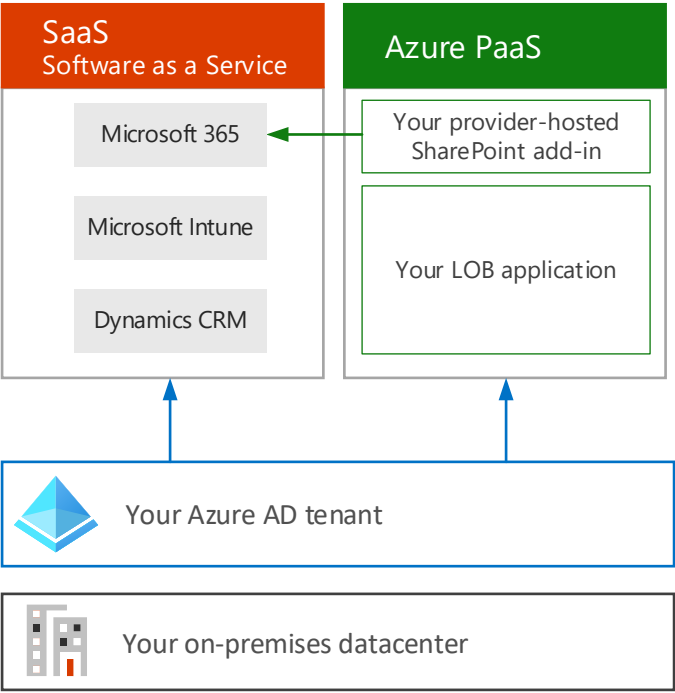 SaaS
Software as a Service
Azure PaaS
Microsoft 365
Your provider-hosted
SharePoint add-in
Microsoft Intune
Your LOB application
Dynamics CRM
Your Azure AD tenant
Your on-premises datacenter